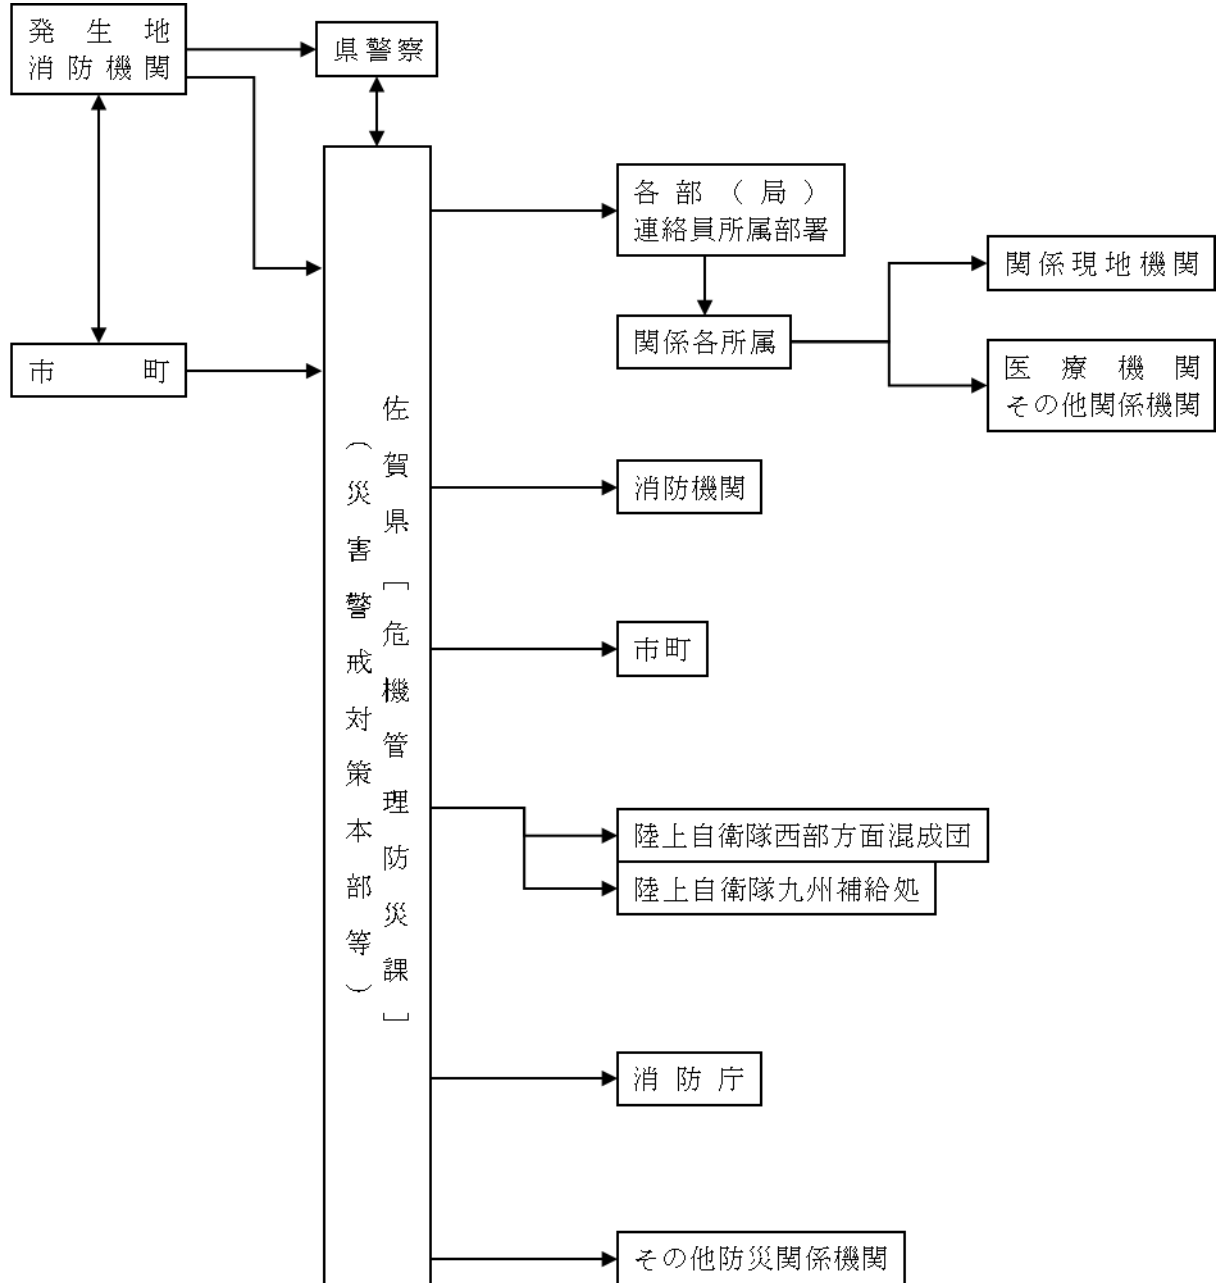 発生地
消防機関
県警察
各部（局）
連絡員所属部署
関係現地機関
関係各所属
市町
医療機関
その他関係機関
佐賀県［危機管理防災課］
（災害警戒対策本部等）
消防機関
市町
陸上自衛隊西部方面混成団
陸上自衛隊九州補給処
消防庁
その他防災関係機関